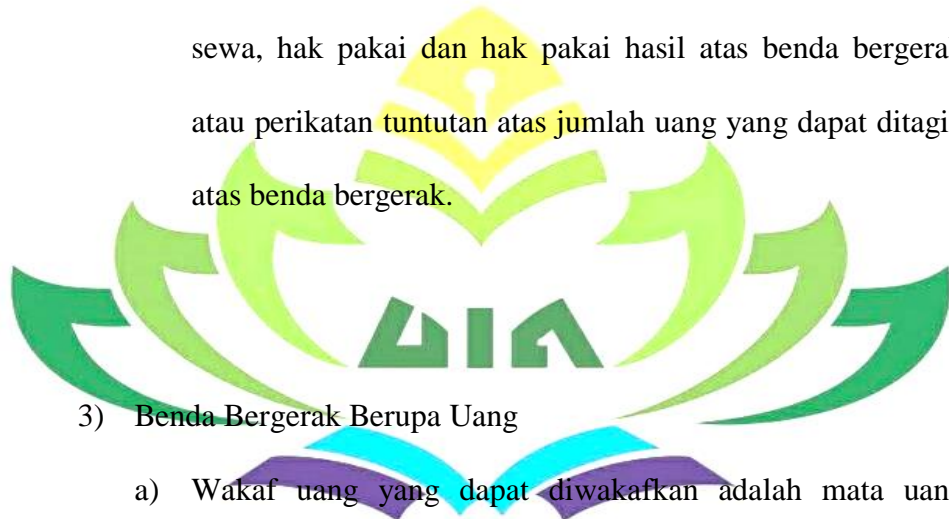 sewa, hak pakai dan hak pakai hasil atas benda bergera
atau perikatan tuntutan atas jumlah uang yang dapat ditagi
atas benda bergerak.
UIN
3) Benda Bergerak Berupa Uang
a) Wakaf uang yang dapat diwakafkan adalah mata uan